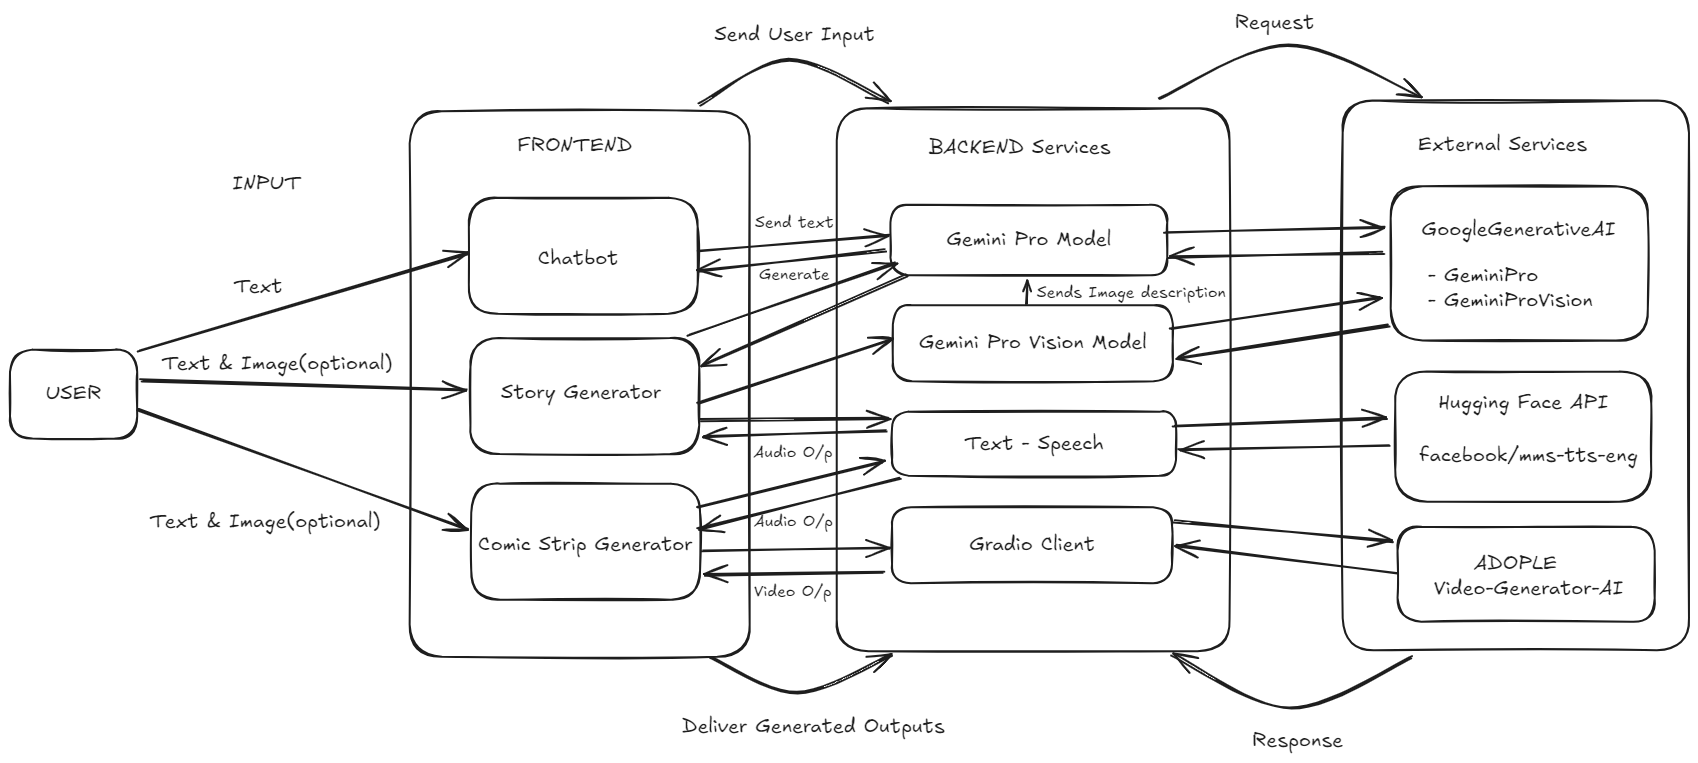 Send User Input
Request
FRONTEND
BACKEND Services
External Services
INPUT
Text
Text & Image(optional)
Text & Image(optional)
USER
Chatbot
Story Generator
Comic Strip Generator
Send text
Generate
Audio O/p
Audio O/p
Video O/p
Gemini Pro Model
Sends Image description
Gemini Pro Vision Model
Text - Speech
Gradio Client
GoogleGenerativeAI
- GeminiPro
- GeminiProVision
Hugging Face API
facebook/mms-tts-eng
ADOPLE
Video-Generator-AI
Deliver Generated Outputs
Response